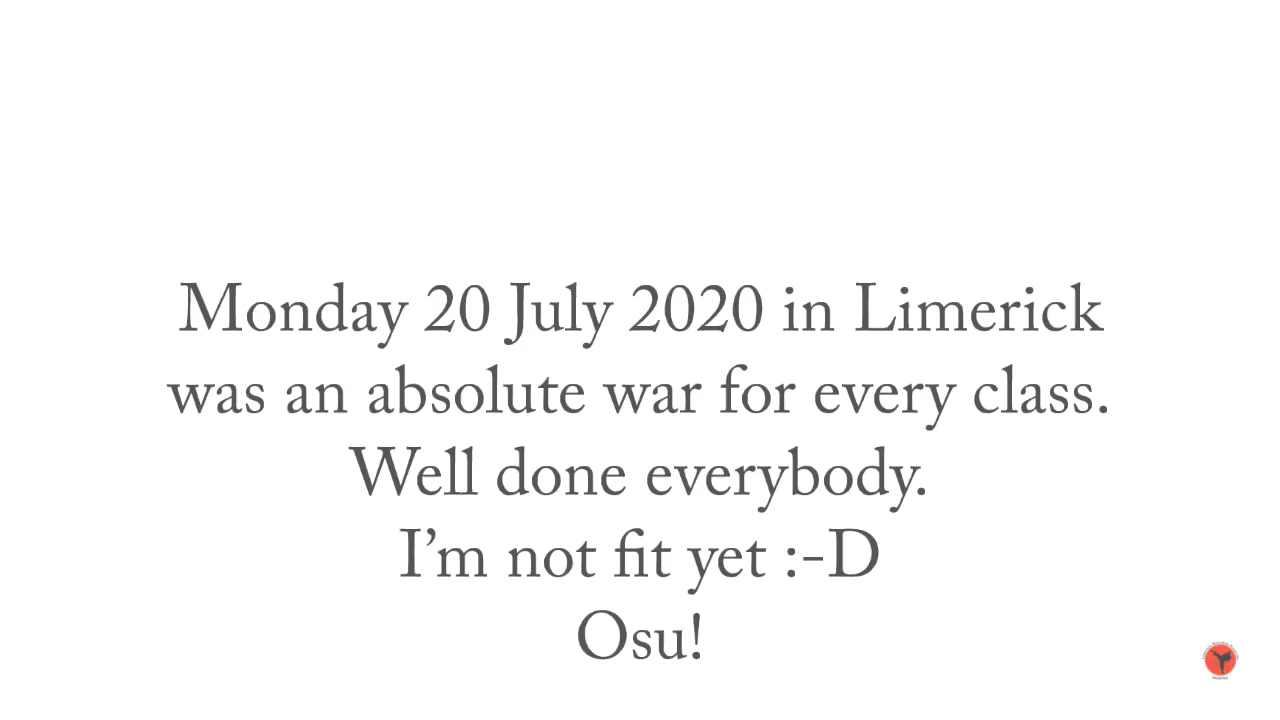 Monday 20 July 2020 in Limerick
was an absolute war for every class.
Well done everybody.
I’m not fit yet :-D
Osu!